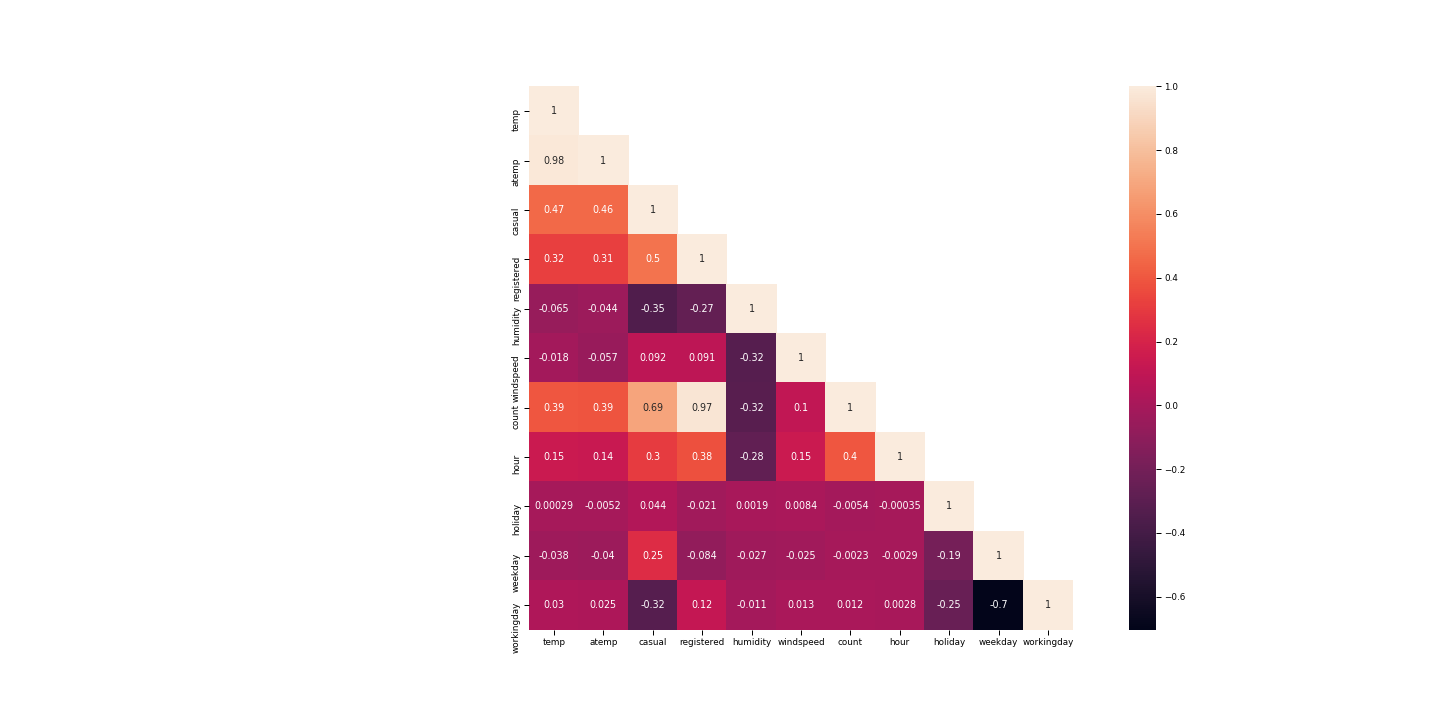 1.0
temp 1
0.8
atemp 0.98 1
casual 0.47 0.46 1
0.6
registered 0.32 0.31 0.5 1
0.4
humidity -0.065 -0.044 -0.35 -0.27 1
0.2
windspeed -0.018 -0.057 0.092 0.091 -0.32 1
0.0
count 0.39 0.39 0.69 0.97 -0.32 0.1 1
hour 0.15 0.14 0.3 0.38 -0.28 0.15 0.4 1
−0.2
holiday 0.00029 -0.0052 0.044 -0.021 0.0019 0.0084 -0.0054 -0.00035 1
−0.4
weekday -0.038 -0.04 0.25 -0.084 -0.027 -0.025 -0.0023 -0.0029 -0.19 1
−0.6
workingday 0.03 0.025 -0.32 0.12 -0.011 0.013 0.012 0.0028 -0.25 -0.7 1
temp atemp casual registered humidity windspeed count hour holiday weekday workingday